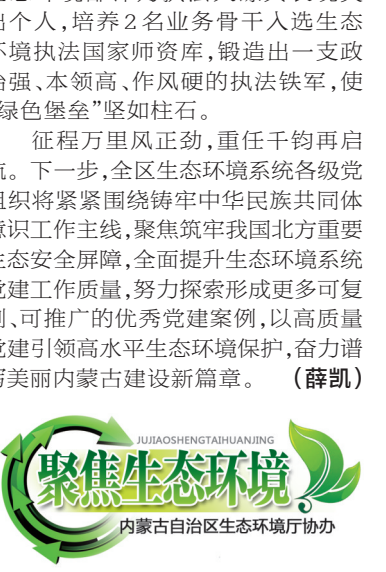 出个人,培养2名业务骨干入选生态
环境执法国家师资库,锻造出一支政
治强、本领高、作风硬的执法铁军,使
“绿色堡垒”坚如柱石。
征程万里风正劲,重任千钧再启
航。下一步,全区生态环境系统各级党
组织将紧紧围绕铸牢中华民族共同体
意识工作主线,聚焦筑牢我国北方重要
生态安全屏障,全面提升生态环境系统
党建工作质量,努力探索形成更多可复
制、可推广的优秀党建案例,以高质量
党建引领高水平生态环境保护,奋力谱
写美丽内蒙古建设新篇章。 (薛凯)
JUJIAOSHENGTAIHUANJING
聚焦生态环境
内蒙古自治区生态环境厅协办